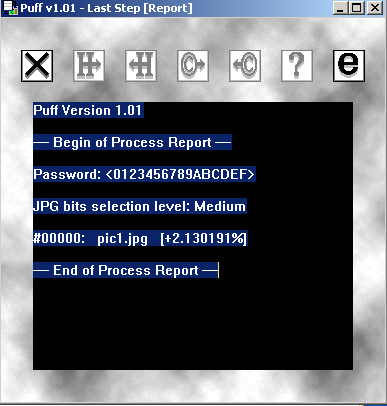 Puff v1.01 - Last Step [Report]
X H H C C ? e
Puff Version 1.01
— Begin of Process Report —
Password: <0123456789ABCDEF>
JPG bits selection level: Medium
#00000: pic1.jpg [+2.130191%]
— End of Process Report —